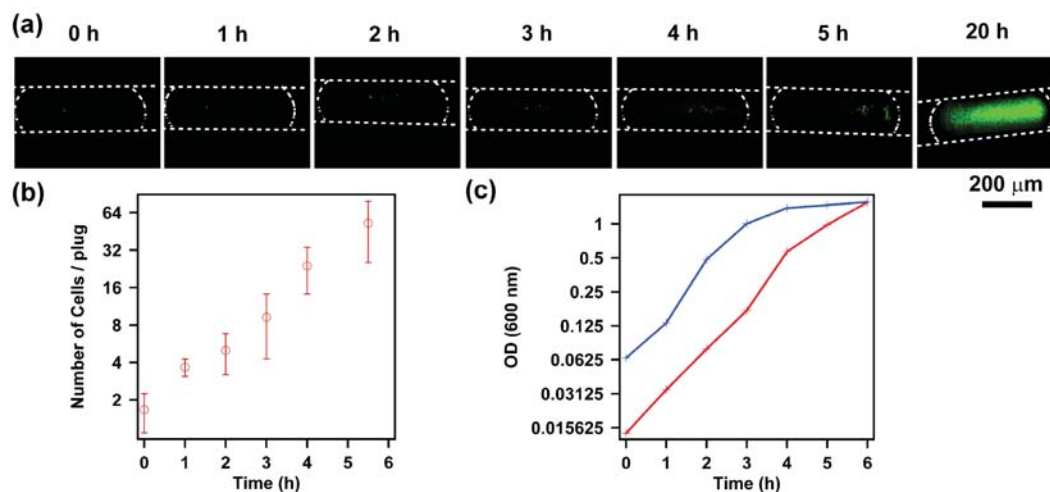 (a)
0 h 1 h 2 h 3 h 4 h 5 h 20 h
200 μm
(b)
Number of Cells / plug
64
32
16
8
4
2
0 1 2 3 4 5 6
Time (h)
(c)
OD (600 nm)
1
0.5
0.25
0.125
0.0625
0.03125
0.015625
0 1 2 3 4 5 6
Time (h)